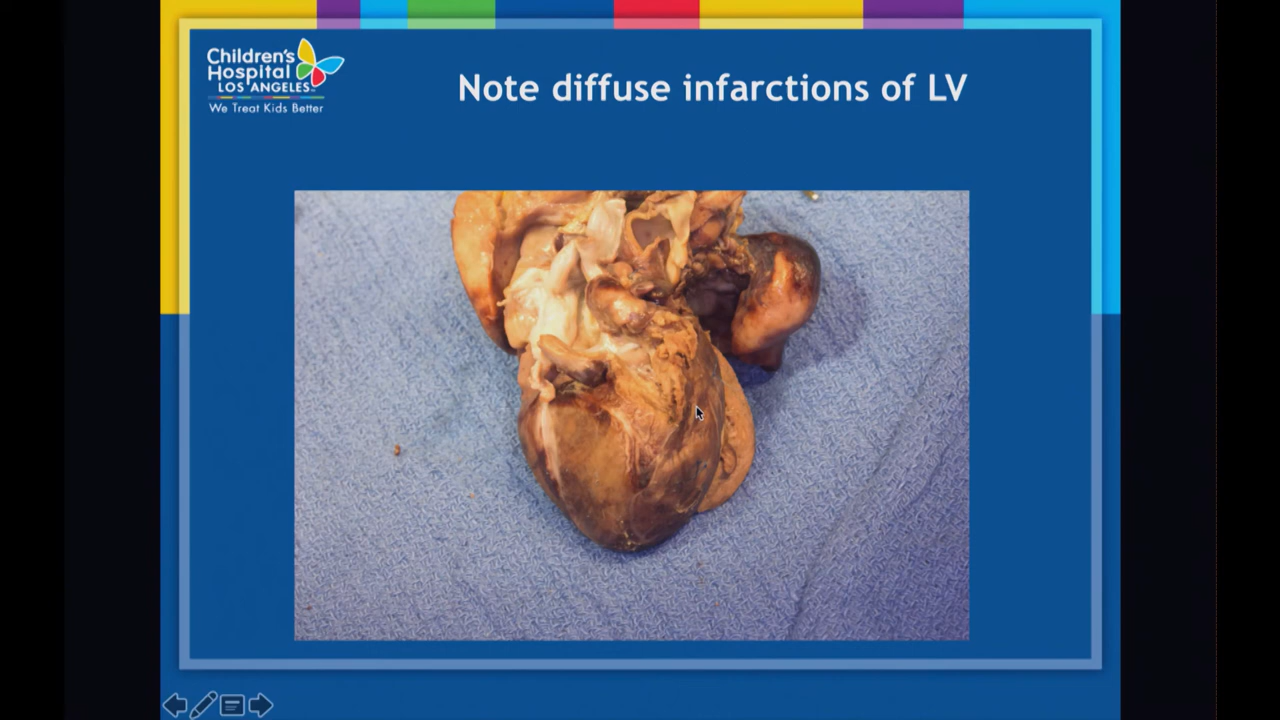 Children's
Hospital
LOS ANGELES
We Treat Kids Better
Note diffuse infarctions of LV